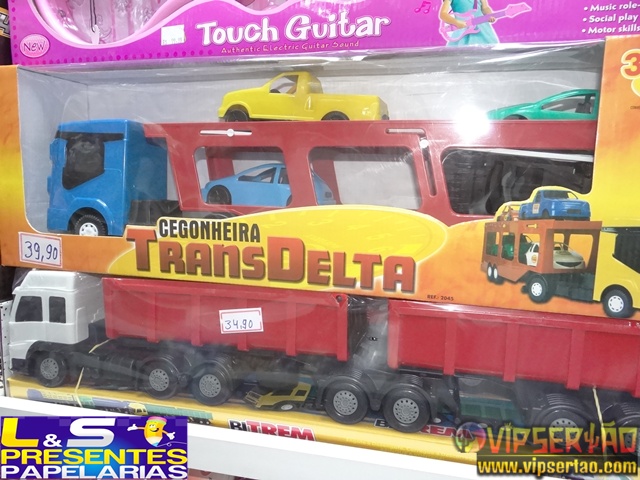 New
Touch Guitar
Authentic Electric Guitar Sound
• Music role-
• Social play
• Motor skills
39,90
CEGONHEIRA
TRANSDELTA
34,90
BITREM
L&S
PRESENTES
PAPELARIAS
VIPSERTÃO
www.vipsertao.com